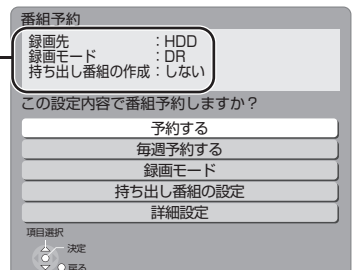 番組予約
録画先　　　　　：HDD
録画モード　　　：DR
持ち出し番組の作成：しない
この設定内容で番組予約しますか？
予約する
毎週予約する
録画モード
持ち出し番組の設定
詳細設定
項目選択
決定
戻る